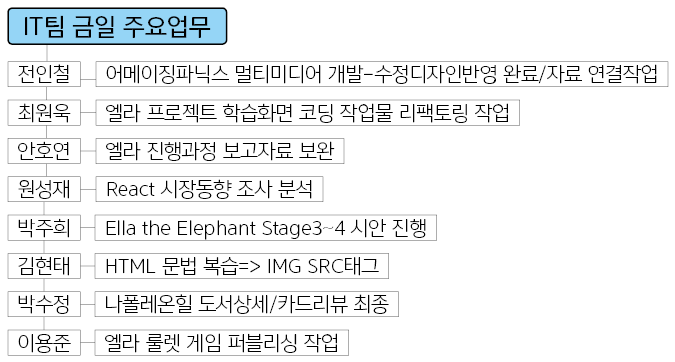 IT팀 금일 주요업무
전인철 어메이징파닉스 멀티미디어 개발-수정디자인반영 완료/자료 연결작업
최원욱 엘라 프로젝트 학습화면 코딩 작업물 리팩토링 작업
안호연 엘라 진행과정 보고자료 보완
원성재 React 시장동향 조사 분석
박주희 Ella the Elephant Stage3~4 시안 진행
김현태 HTML 문법 복습=> IMG SRC태그
박수정 나폴레온힐 도서상세/카드리뷰 최종
이용준 엘라 룰렛 게임 퍼블리싱 작업